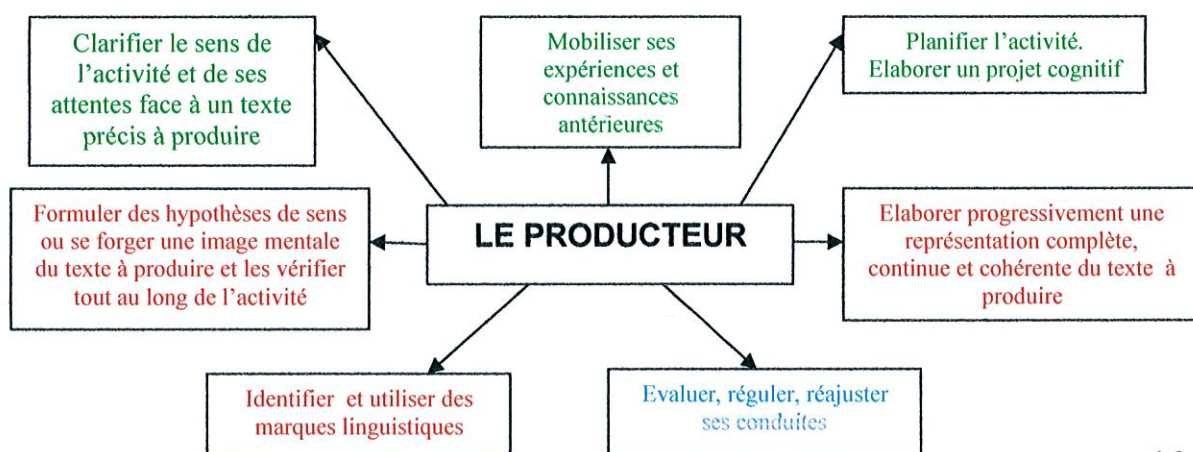 Clarifier le sens de
l’activité et de ses
attentes face à un texte
précis à produire
Mobiliser ses
expériences et
connaissances
antérieures
Planifier l’activité.
Elaborer un projet cognitif
Formuler des hypothèses de sens
ou se forger une image mentale
du texte à produire et les vérifier
tout au long de l’activité
LE PRODUCTEUR
Elaborer progressivement une
représentation complète,
continue et cohérente du texte à
produire
Identifier et utiliser des
marques linguistiques
Evaluer, réguler, réajuster
ses conduites